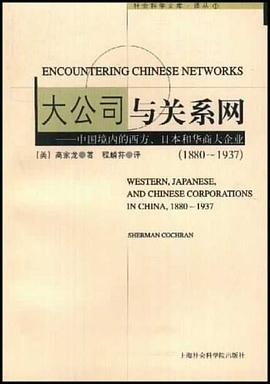 社会科学文库·译丛①
ENCOUNTERING CHINESE NETWORKS
大公司与关系网
——中国境内的西方、日本和华商大企业
(1880--1937)
[美]高家龙 著 程麟荪 译
WESTERN, JAPANESE,
AND CHINESE CORPORATIONS
IN CHINA, 1880-1937
SHERMAN COCHRAN
上海社会科学院出版社